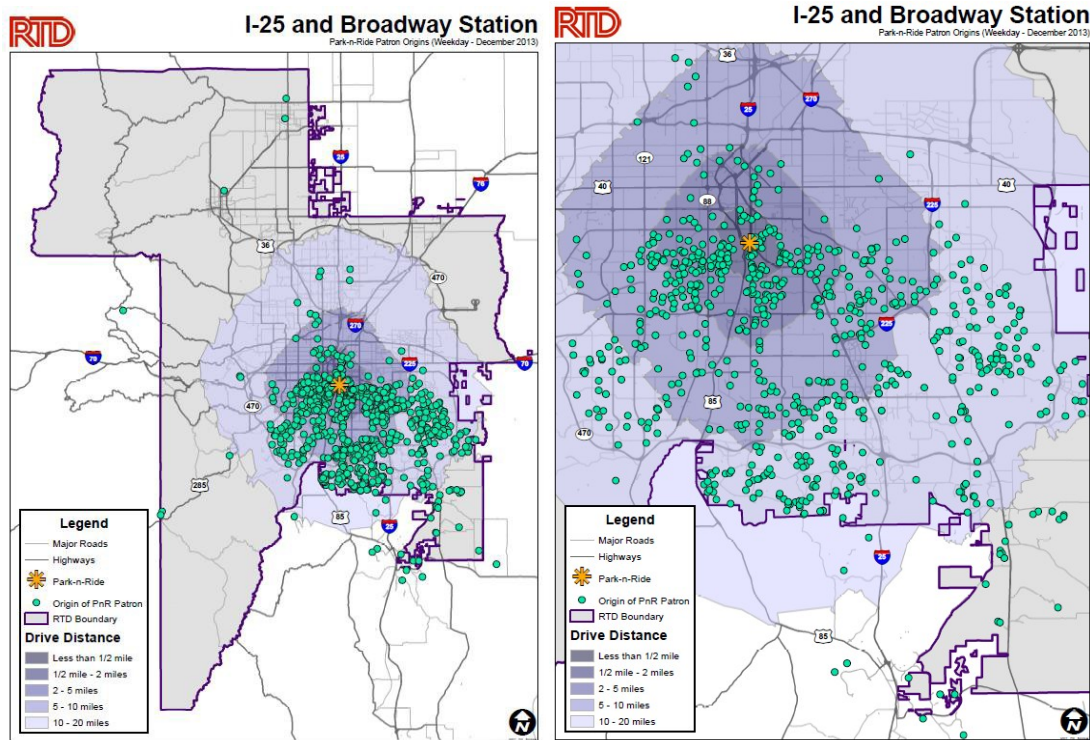 RTD
I-25 and Broadway Station
Park-n-Ride Patron Origins (Weekday - December 2013)
25
76
36
470
270
70
225
70
470
285
85
25
Legend
Major Roads
Highways
Park-n-Ride
Origin of PnR Patron
RTD Boundary
Drive Distance
Less than 1/2 mile
1/2 mile - 2 miles
2 - 5 miles
5 - 10 miles
10 - 20 miles
N
RTD
I-25 and Broadway Station
Park-n-Ride Patron Origins (Weekday - December 2013)
36
270
25
121
40
40
88
225
225
85
470
25
85
Legend
Major Roads
Highways
Park-n-Ride
Origin of PnR Patron
RTD Boundary
Drive Distance
Less than 1/2 mile
1/2 mile - 2 miles
2 - 5 miles
5 - 10 miles
10 - 20 miles
N